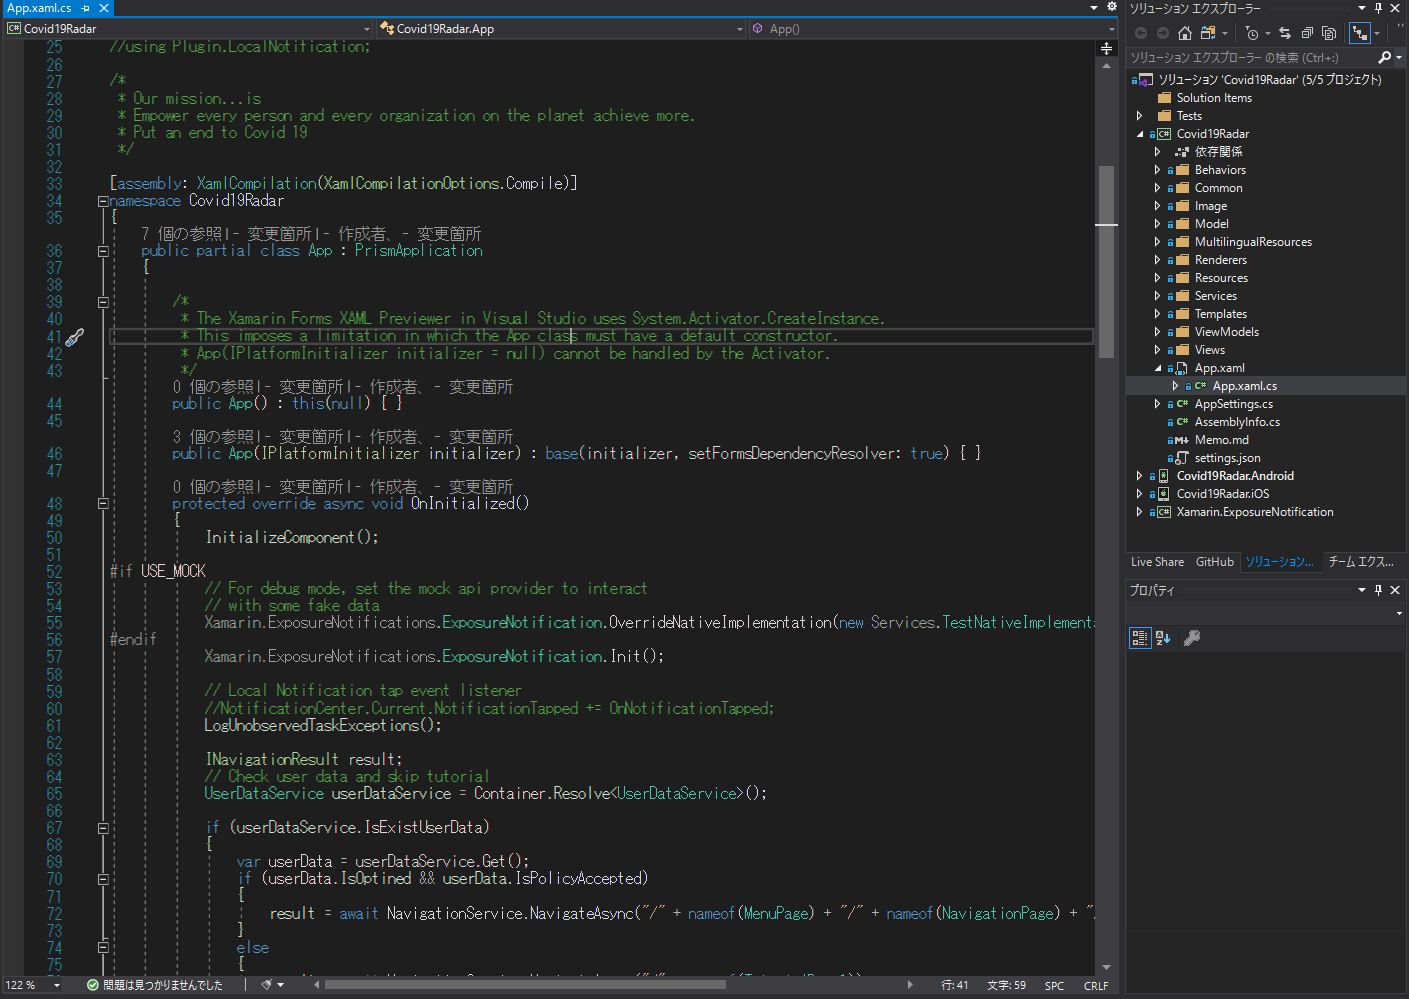 App.xaml.cs
Covid19Radar
Covid19Radar.App
App()
25 //using Plugin.LocalNotification;
26
27 /*
28 * Our mission...is
29 * Empower every person and every organization on the planet achieve more.
30 * Put an end to Covid 19
31 */
32
33 [assembly: XamlCompilation(XamlCompilationOptions.Compile)]
34 namespace Covid19Radar
35 {
7 個の参照|- 変更箇所|- 作成者、- 変更箇所
36 public partial class App : PrismApplication
37 {
38
39 /*
40 * The Xamarin Forms XAML Previewer in Visual Studio uses System.Activator.CreateInstance.
41 * This imposes a limitation in which the App class must have a default constructor.
42 * App(IPlatformInitializer initializer = null) cannot be handled by the Activator.
43 */
0 個の参照|- 変更箇所|- 作成者、- 変更箇所
44 public App() : this(null) { }
45
3 個の参照|- 変更箇所|- 作成者、- 変更箇所
46 public App(IPlatformInitializer initializer) : base(initializer, setFormsDependencyResolver: true) { }
47
0 個の参照|- 変更箇所|- 作成者、- 変更箇所
48 protected override async void OnInitialized()
49 {
50 InitializeComponent();
51
52 #if USE_MOCK
53 // For debug mode, set the mock api provider to interact
54 // with some fake data
55 Xamarin.ExposureNotifications.ExposureNotification.OverrideNativeImplementation(new Services.TestNativeImplementa
56 #endif
57 Xamarin.ExposureNotifications.ExposureNotification.Init();
58
59 // Local Notification tap event listener
60 //NotificationCenter.Current.NotificationTapped += OnNotificationTapped;
61 LogUnobservedTaskExceptions();
62
63 INavigationResult result;
64 // Check user data and skip tutorial
65 UserDataService userDataService = Container.Resolve<UserDataService>();
66
67 if (userDataService.IsExistUserData)
68 {
69 var userData = userDataService.Get();
70 if (userData.IsOptined && userData.IsPolicyAccepted)
71 {
72 result = await NavigationService.NavigateAsync("/" + nameof(MenuPage) + "/" + nameof(NavigationPage) + "/
73 }
74 else
75 {
122 %
問題は見つかりませんでした
行: 41
文字: 59
SPC
CRLF
ソリューション エクスプローラー
ソリューション エクスプローラー の検索 (Ctrl+:)
ソリューション 'Covid19Radar' (5/5 プロジェクト)
Solution Items
Tests
Covid19Radar
依存関係
Behaviors
Common
Image
Model
MultilingualResources
Renderers
Resources
Services
Templates
ViewModels
Views
App.xaml
App.xaml.cs
AppSettings.cs
AssemblyInfo.cs
Memo.md
settings.json
Covid19Radar.Android
Covid19Radar.iOS
Xamarin.ExposureNotification
Live Share
GitHub
ソリューション...
チーム エクス...
プロパティ